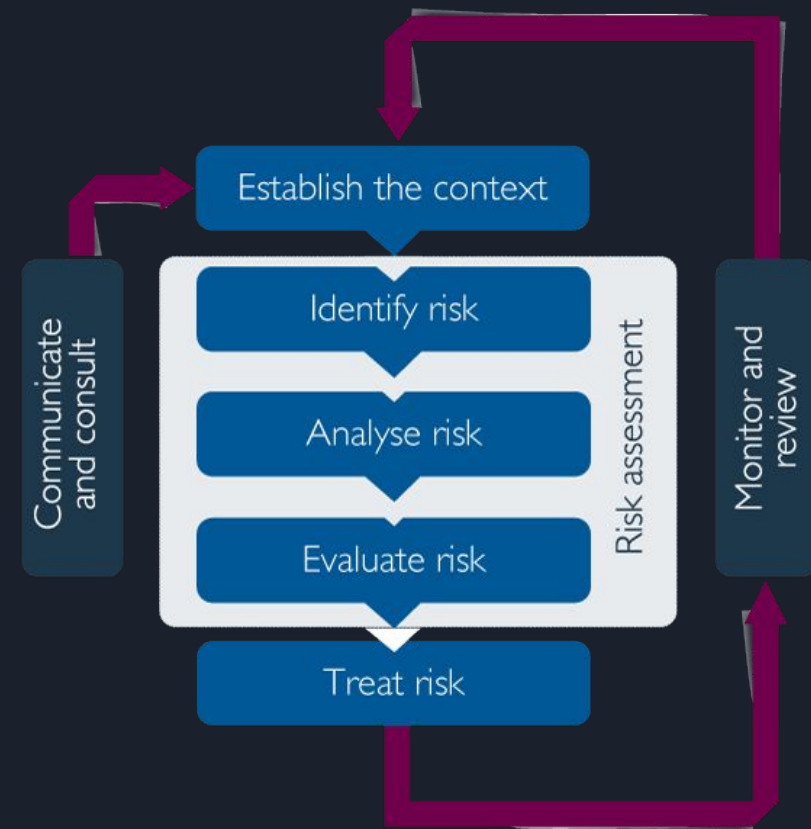 Establish the context
Identify risk
Analyse risk
Evaluate risk
Risk assessment
Treat risk
Communicate
and consult
Monitor and
review